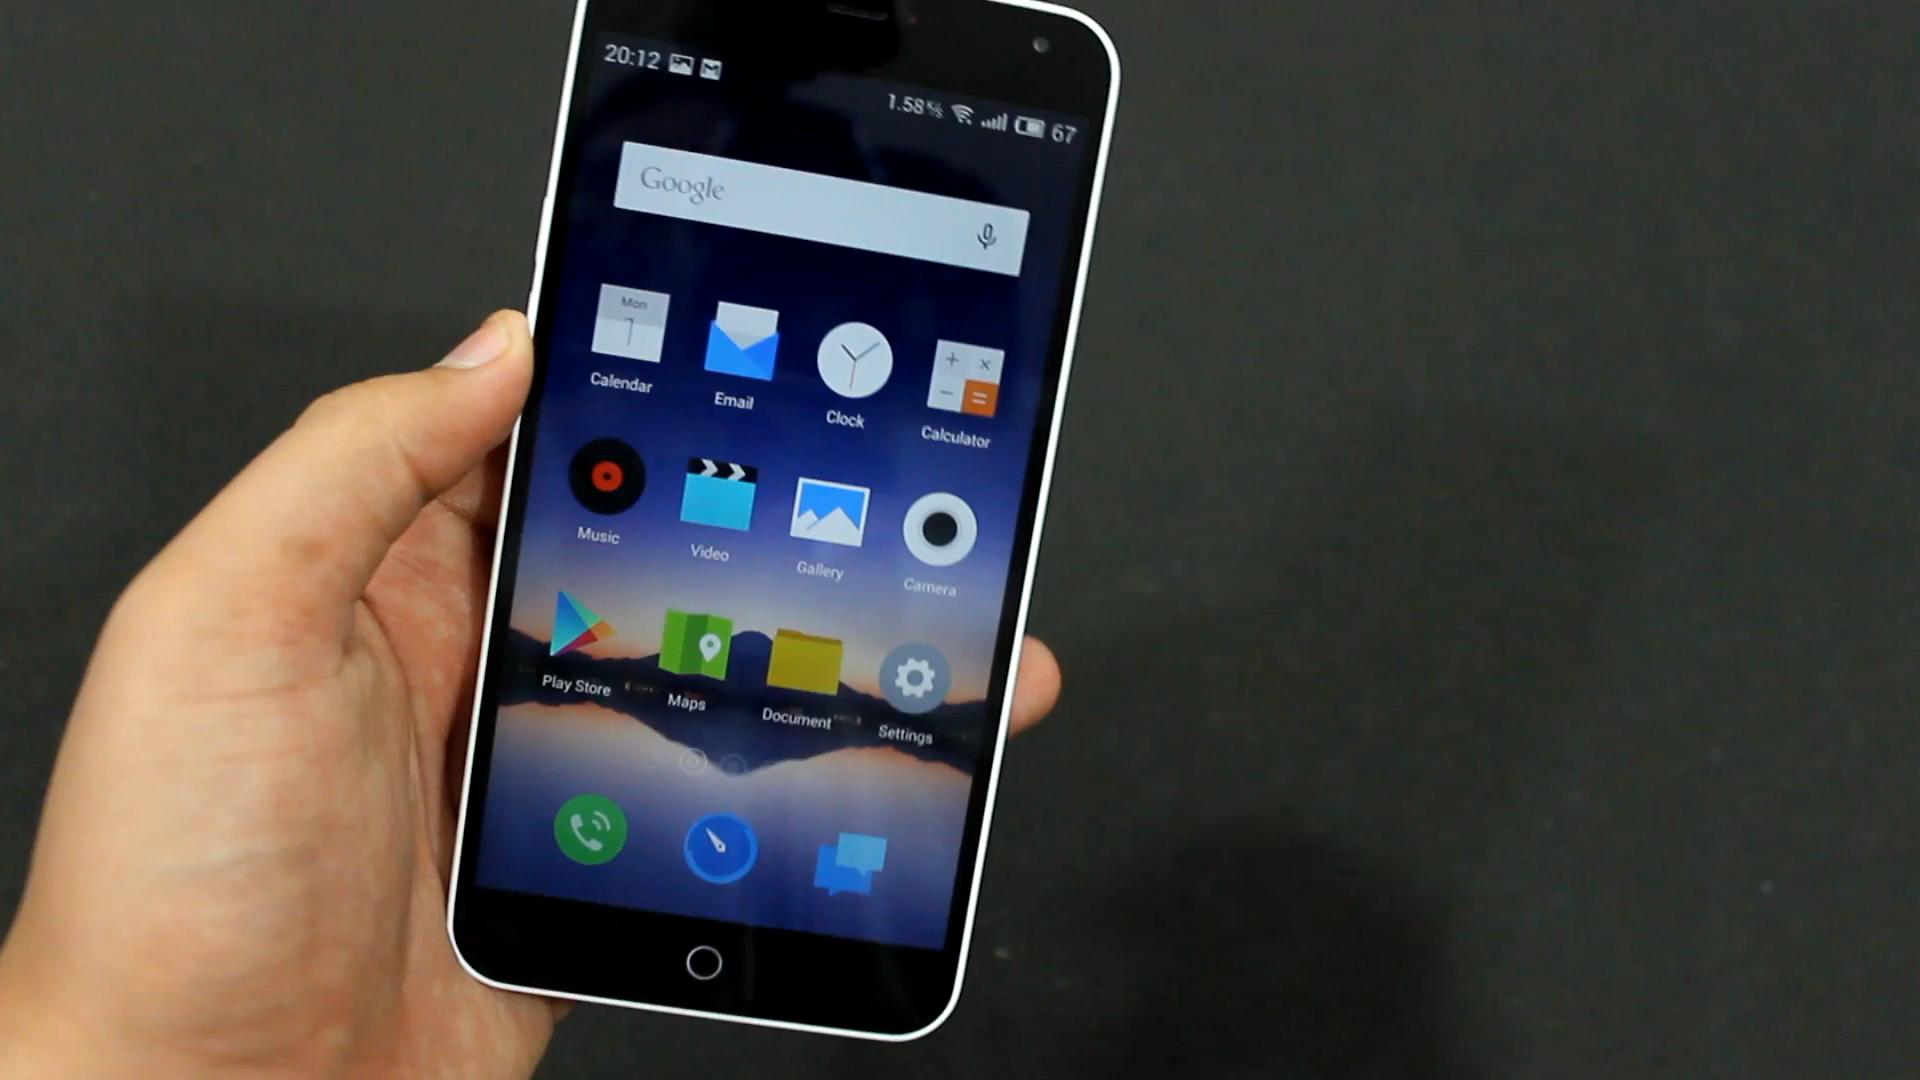 20:12
1.58 K/s 67
Google
Mon
1
Calendar
Email
Clock
+ × − =
Calculator
Music
Video
Gallery
Camera
Play Store
Maps
Document
Settings